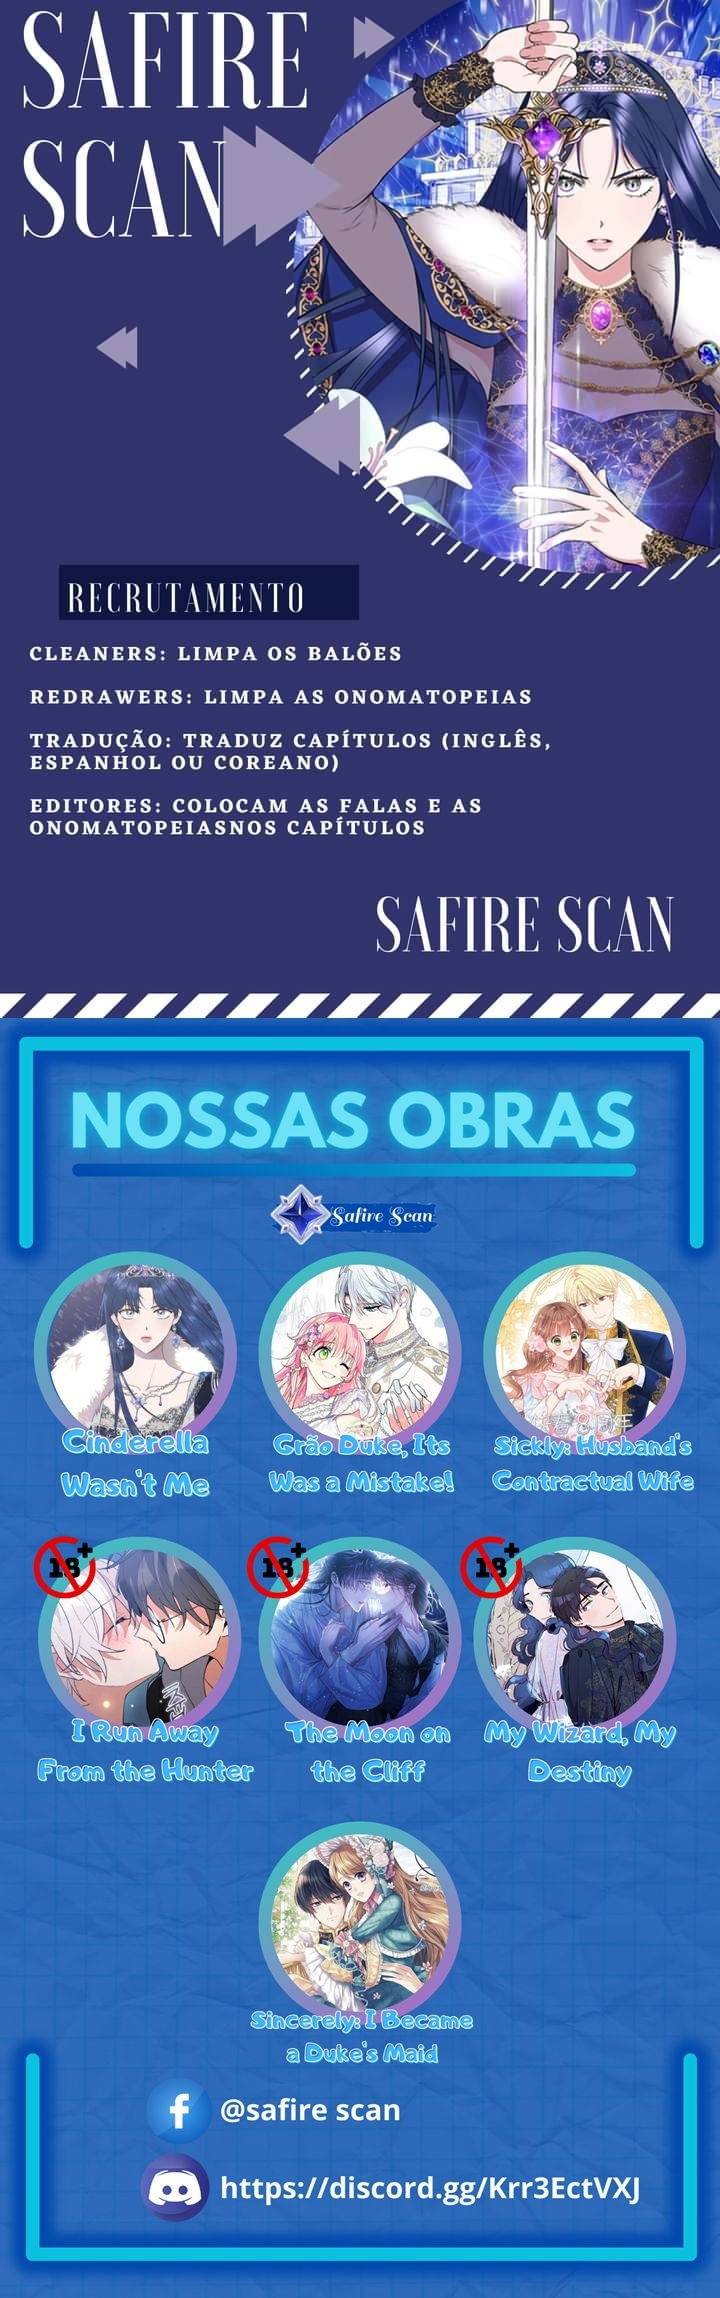 SAFIRE
SCAN
RECRUTAMENTO
CLEANERS: LIMPA OS BALÕES
REDRAWERS: LIMPA AS ONOMATOPEIAS
TRADUÇÃO: TRADUZ CAPÍTULOS (INGLÊS,
ESPANHOL OU COREANO)
EDITORES: COLOCAM AS FALAS E AS
ONOMATOPEIASNOS CAPÍTULOS
SAFIRE SCAN
NOSSAS OBRAS
Safire Scan
Cinderella
Wasn't Me
Grão Duke, Its
Was a Mistake!
Sickly: Husband's
Contractual Wife
18+
18+
18+
I Run Away
From the Hunter
The Moon on
the Cliff
My Wizard, My
Destiny
Sincerely: I Became
a Duke's Maid
@safire scan
https://discord.gg/Krr3EctVXJ